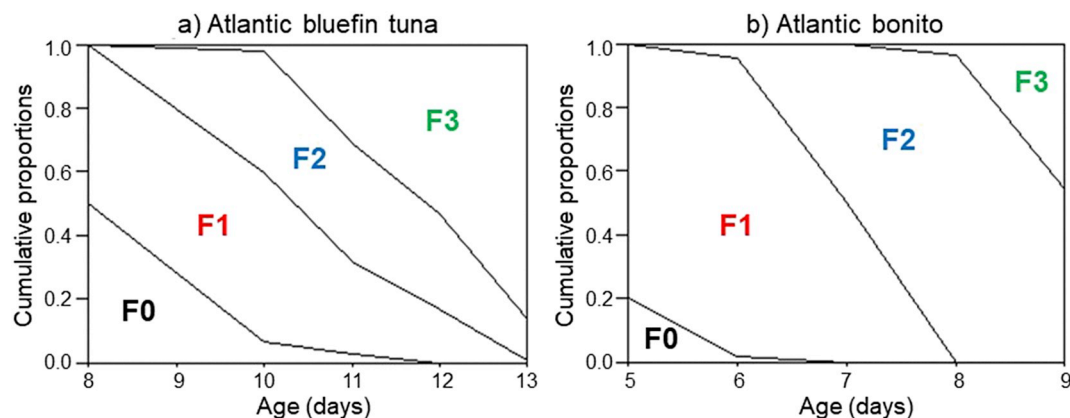 a) Atlantic bluefin tuna
Cumulative proportions
1.0
0.8
0.6
0.4
0.2
0.0
F0
F1
F2
F3
8 9 10 11 12 13
Age (days)
b) Atlantic bonito
Cumulative proportions
1.0
0.8
0.6
0.4
0.2
0.0
F0
F1
F2
F3
5 6 7 8 9
Age (days)